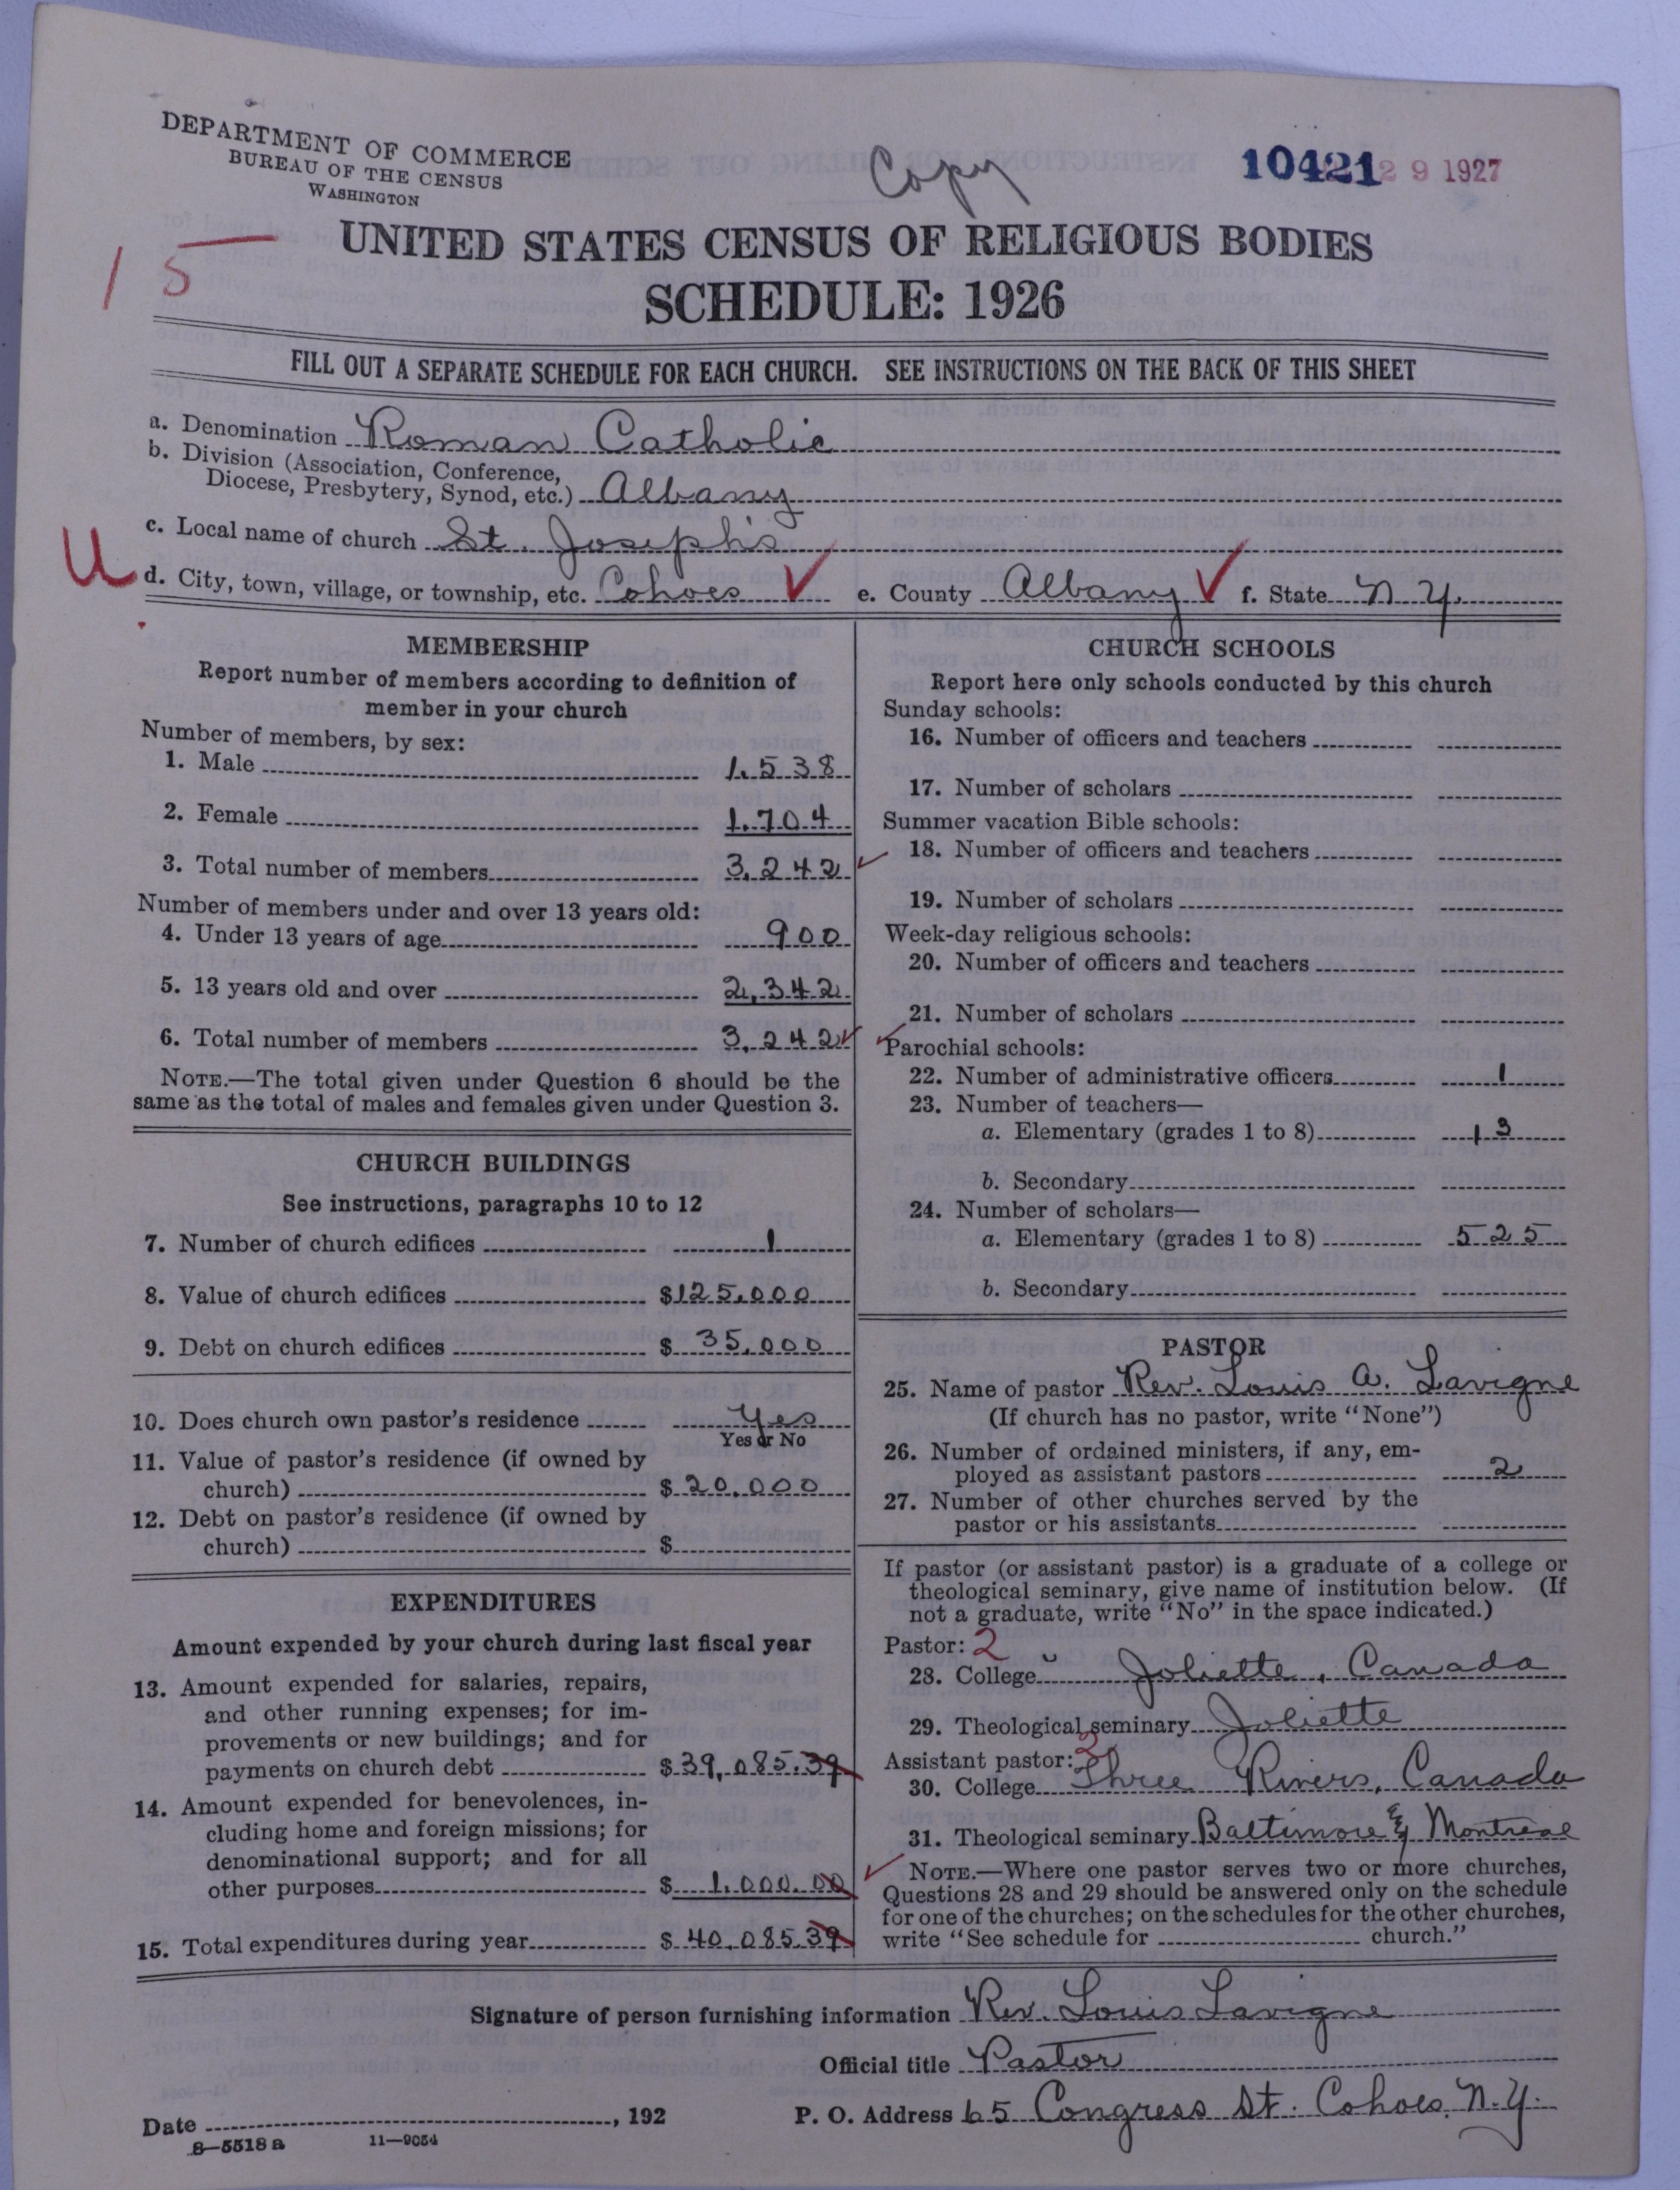 DEPARTMENT OF COMMERCE
BUREAU OF THE CENSUS
WASHINGTON
Copy
10421
29 1927
15
UNITED STATES CENSUS OF RELIGIOUS BODIES
SCHEDULE: 1926
FILL OUT A SEPARATE SCHEDULE FOR EACH CHURCH. SEE INSTRUCTIONS ON THE BACK OF THIS SHEET
a. Denomination Roman Catholic
b. Division (Association, Conference,
Diocese, Presbytery, Synod, etc.) Albany
c. Local name of church St. Joseph's
U
d. City, town, village, or township, etc. Cohoes e. County Albany f. State N.Y.
MEMBERSHIP
Report number of members according to definition of
member in your church
Number of members, by sex:
1. Male 1,538
2. Female 1,704
3. Total number of members 3,242
Number of members under and over 13 years old:
4. Under 13 years of age 900
5. 13 years old and over 2,342
6. Total number of members 3,242
NOTE.—The total given under Question 6 should be the
same as the total of males and females given under Question 3.
CHURCH BUILDINGS
See instructions, paragraphs 10 to 12
7. Number of church edifices 1
8. Value of church edifices $125,000
9. Debt on church edifices $ 35,000
10. Does church own pastor's residence Yes
Yes or No
11. Value of pastor's residence (if owned by
church) $ 20,000
12. Debt on pastor's residence (if owned by
church) $
EXPENDITURES
Amount expended by your church during last fiscal year
13. Amount expended for salaries, repairs,
and other running expenses; for im-
provements or new buildings; and for
payments on church debt $ 39,085.39
14. Amount expended for benevolences, in-
cluding home and foreign missions; for
denominational support; and for all
other purposes $ 1,000.00
15. Total expenditures during year $ 40,085.39
CHURCH SCHOOLS
Report here only schools conducted by this church
Sunday schools:
16. Number of officers and teachers
17. Number of scholars
Summer vacation Bible schools:
18. Number of officers and teachers
19. Number of scholars
Week-day religious schools:
20. Number of officers and teachers
21. Number of scholars
Parochial schools:
22. Number of administrative officers 1
23. Number of teachers—
a. Elementary (grades 1 to 8) 13
b. Secondary
24. Number of scholars—
a. Elementary (grades 1 to 8) 525
b. Secondary
PASTOR
25. Name of pastor Rev. Louis A. Lavigne
(If church has no pastor, write "None")
26. Number of ordained ministers, if any, em-
ployed as assistant pastors 2
27. Number of other churches served by the
pastor or his assistants
If pastor (or assistant pastor) is a graduate of a college or
theological seminary, give name of institution below. (If
not a graduate, write "No" in the space indicated.)
Pastor: 2
28. College Joliette, Canada
29. Theological seminary Joliette
Assistant pastor: 2
30. College Three Rivers, Canada
31. Theological seminary Baltimore & Montreal
NOTE.—Where one pastor serves two or more churches,
Questions 28 and 29 should be answered only on the schedule
for one of the churches; on the schedules for the other churches,
write "See schedule for church."
Signature of person furnishing information Rev. Louis Lavigne
Official title Pastor
Date , 192 P. O. Address 65 Congress St. Cohoes, N.Y.
8—5518 a 11—9054